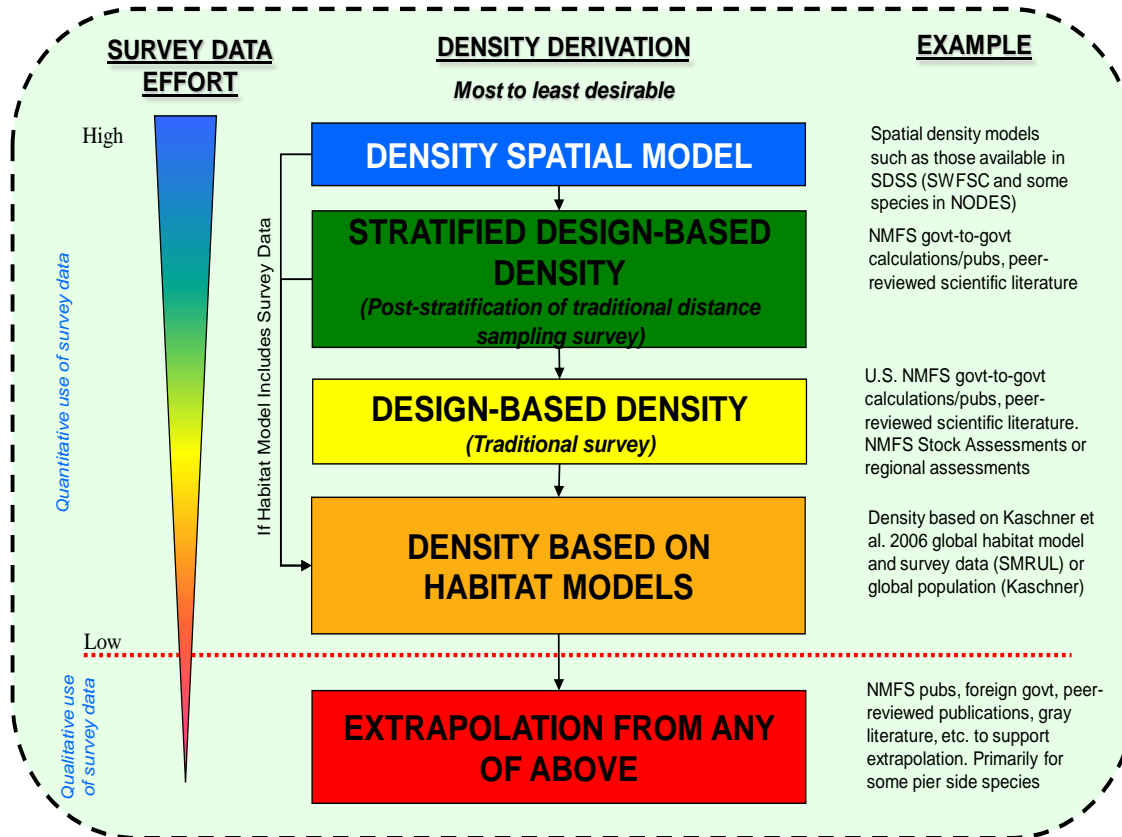 SURVEY DATA
EFFORT
DENSITY DERIVATION
Most to least desirable
EXAMPLE
High
DENSITY SPATIAL MODEL
Spatial density models
such as those available in
SDSS (SWFSC and some
species in NODES)
STRATIFIED DESIGN-BASED
DENSITY
(Post-stratification of traditional distance
sampling survey)
NMFS govt-to-govt
calculations/pubs, peer-
reviewed scientific literature
Quantitative use of survey data
If Habitat Model Includes Survey Data
DESIGN-BASED DENSITY
(Traditional survey)
U.S. NMFS govt-to-govt
calculations/pubs, peer-
reviewed scientific literature.
NMFS Stock Assessments or
regional assessments
DENSITY BASED ON
HABITAT MODELS
Density based on Kaschner et
al. 2006 global habitat model
and survey data (SMRUL) or
global population (Kaschner)
Low
Qualitative use
of survey data
EXTRAPOLATION FROM ANY
OF ABOVE
NMFS pubs, foreign govt, peer-
reviewed publications, gray
literature, etc. to support
extrapolation. Primarily for
some pier side species